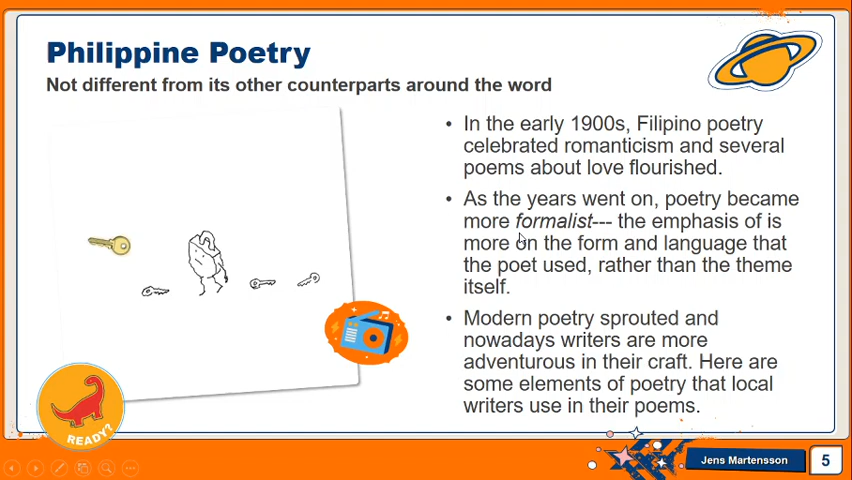 Philippine Poetry
Not different from its other counterparts around the word
• In the early 1900s, Filipino poetry
celebrated romanticism and several
poems about love flourished.
• As the years went on, poetry became
more formalist--- the emphasis of is
more on the form and language that
the poet used, rather than the theme
itself.
• Modern poetry sprouted and
nowadays writers are more
adventurous in their craft. Here are
some elements of poetry that local
writers use in their poems.
READY?
Jens Martensson
5